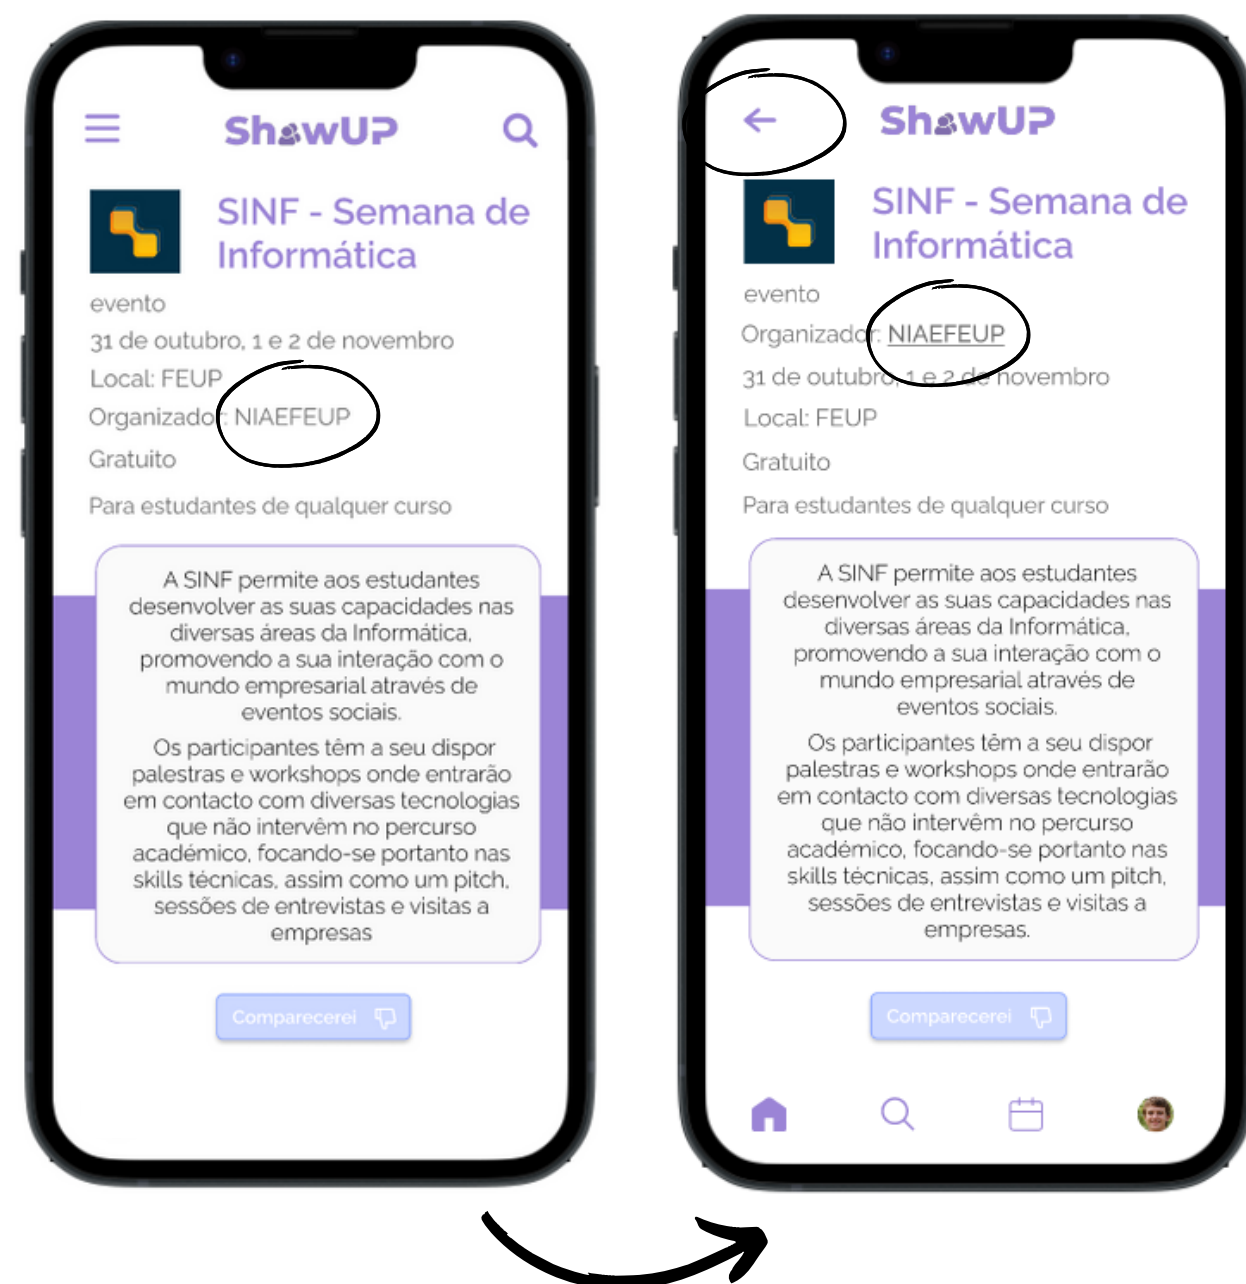 ShowUP
SINF - Semana de
Informática
evento
31 de outubro, 1 e 2 de novembro
Local: FEUP
Organizador: NIAEFEUP
Gratuito
Para estudantes de qualquer curso
A SINF permite aos estudantes
desenvolver as suas capacidades nas
diversas áreas da Informática,
promovendo a sua interação com o
mundo empresarial através de
eventos sociais.
Os participantes têm a seu dispor
palestras e workshops onde entrarão
em contacto com diversas tecnologias
que não intervêm no percurso
académico, focando-se portanto nas
skills técnicas, assim como um pitch,
sessões de entrevistas e visitas a
empresas
Comparecerei
ShowUP
SINF - Semana de
Informática
evento
Organizador: NIAEFEUP
31 de outubro, 1 e 2 de novembro
Local: FEUP
Gratuito
Para estudantes de qualquer curso
A SINF permite aos estudantes
desenvolver as suas capacidades nas
diversas áreas da Informática,
promovendo a sua interação com o
mundo empresarial através de
eventos sociais.
Os participantes têm a seu dispor
palestras e workshops onde entrarão
em contacto com diversas tecnologias
que não intervêm no percurso
académico, focando-se portanto nas
skills técnicas, assim como um pitch,
sessões de entrevistas e visitas a
empresas.
Comparecerei